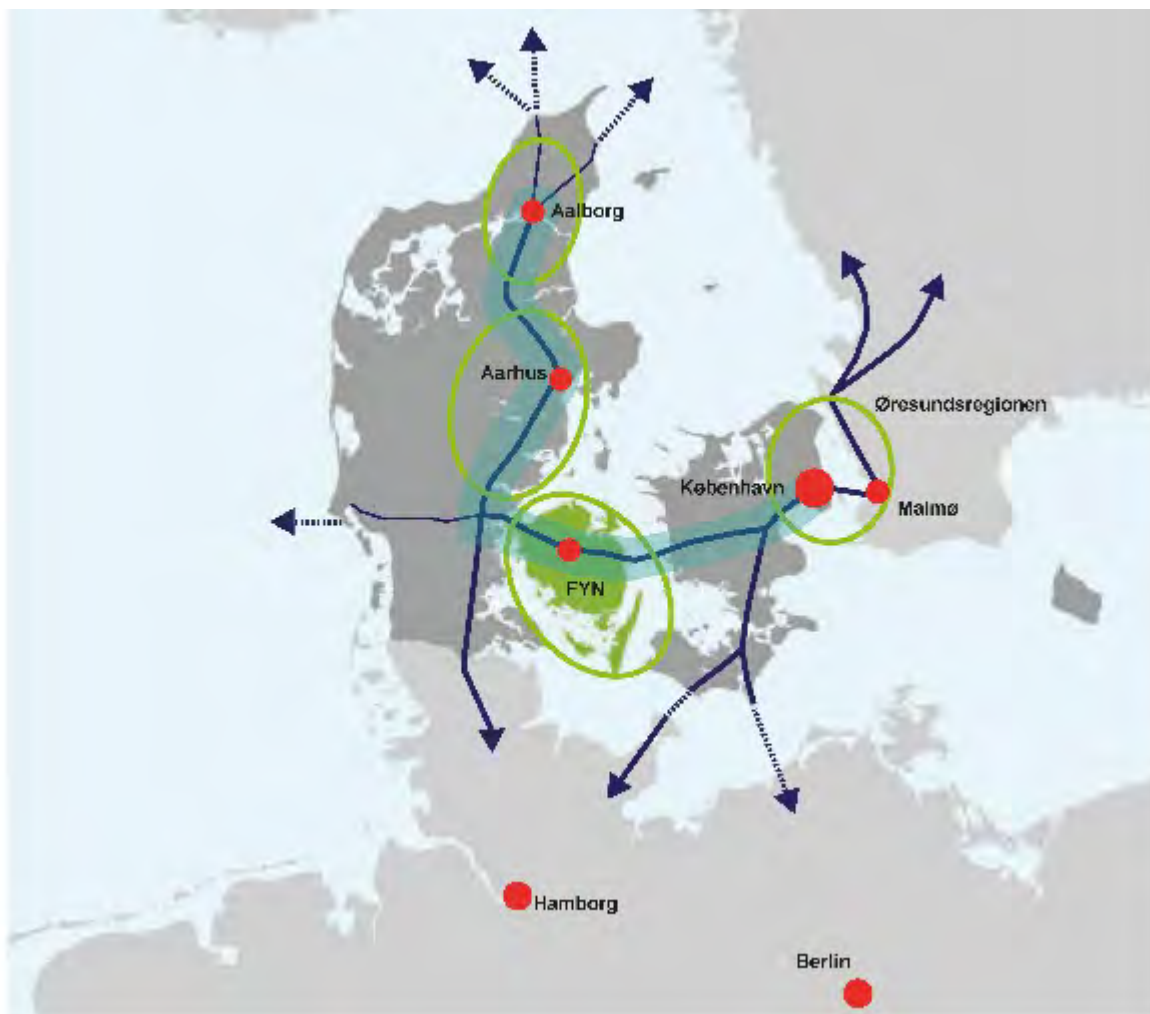 Aalborg
Aarhus
Øresundsregionen
København
Malmø
FYN
Hamborg
Berlin